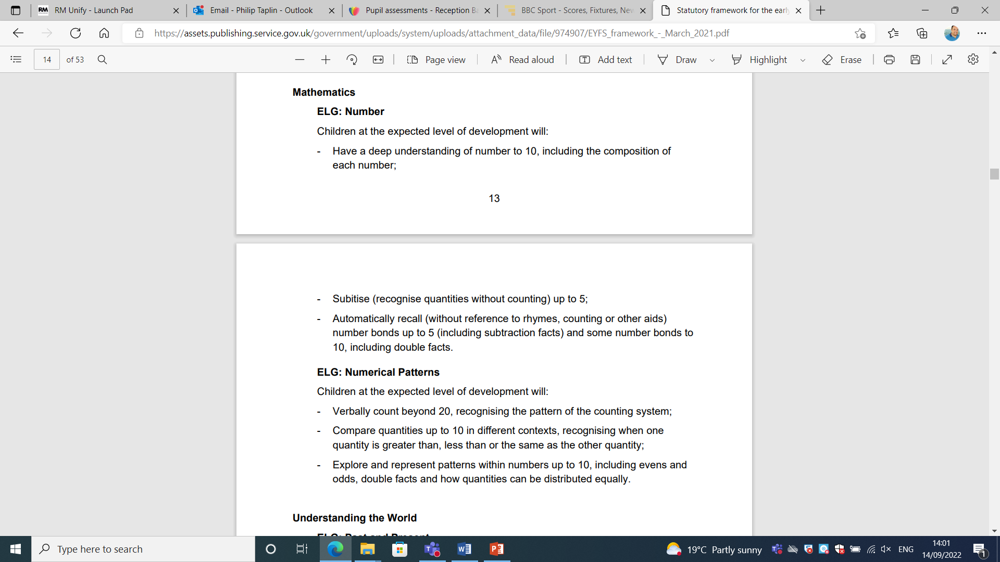 RM RM Unify - Launch Pad
Email - Philip Taplin - Outlook
Pupil assessments - Reception Ba
BBC Sport - Scores, Fixtures, New
Statutory framework for the early
https://assets.publishing.service.gov.uk/government/uploads/system/uploads/attachment_data/file/974907/EYFS_framework_-_March_2021.pdf
14 of 53
Page view
Read aloud
Add text
Draw
Highlight
Erase
Mathematics
ELG: Number
Children at the expected level of development will:
- Have a deep understanding of number to 10, including the composition of
each number;
13
- Subitise (recognise quantities without counting) up to 5;
- Automatically recall (without reference to rhymes, counting or other aids)
number bonds up to 5 (including subtraction facts) and some number bonds to
10, including double facts.
ELG: Numerical Patterns
Children at the expected level of development will:
- Verbally count beyond 20, recognising the pattern of the counting system;
- Compare quantities up to 10 in different contexts, recognising when one
quantity is greater than, less than or the same as the other quantity;
- Explore and represent patterns within numbers up to 10, including evens and
odds, double facts and how quantities can be distributed equally.
Understanding the World
ELG: Past and Present
Type here to search
19°C Partly sunny
ENG
14:01
14/09/2022
1